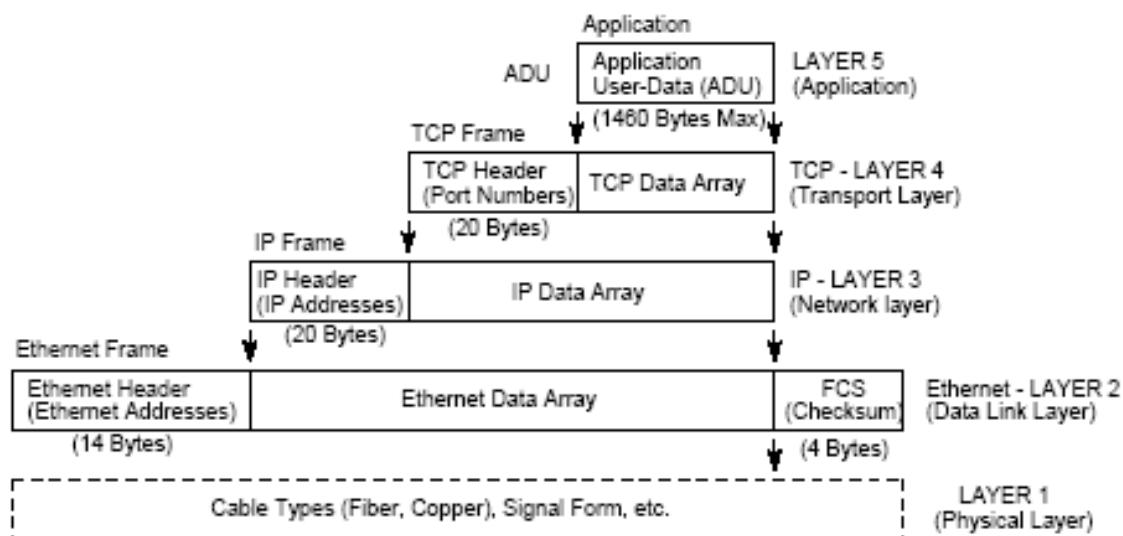 Application
ADU
Application
User-Data (ADU)
LAYER 5
(Application)
(1460 Bytes Max)
TCP Frame
TCP Header
(Port Numbers)
TCP Data Array
TCP - LAYER 4
(Transport Layer)
(20 Bytes)
IP Frame
IP Header
(IP Addresses)
IP Data Array
IP - LAYER 3
(Network layer)
(20 Bytes)
Ethernet Frame
Ethernet Header
(Ethernet Addresses)
Ethernet Data Array
FCS
(Checksum)
Ethernet - LAYER 2
(Data Link Layer)
(14 Bytes)
(4 Bytes)
Cable Types (Fiber, Copper), Signal Form, etc.
LAYER 1
(Physical Layer)